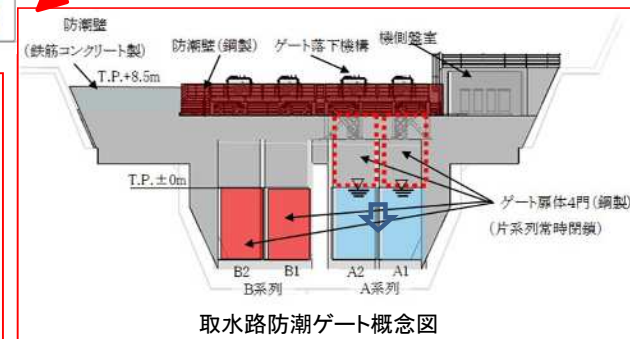 防潮壁
(鉄筋コンクリート製)
防潮壁(鋼製)
ゲート落下機構
機側盤室
T.P.+8.5m
T.P.±0m
ゲート扉体4門(鋼製)
(片系列常時閉鎖)
B2 B1 A2 A1
B系列 A系列
取水路防潮ゲート概念図